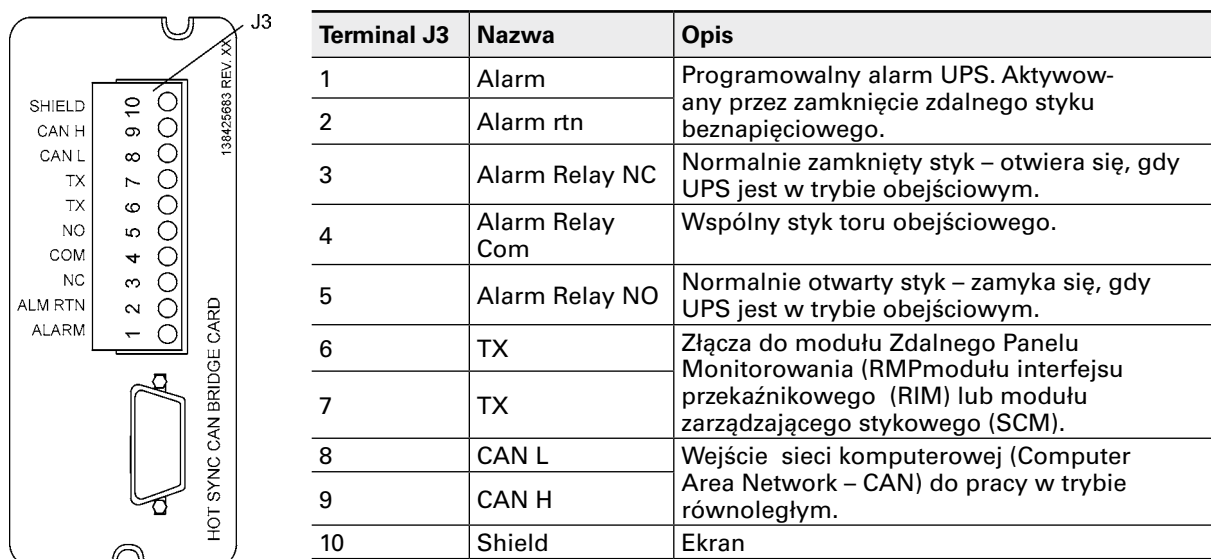 J3
138425683 REV. XX
SHIELD 10
CAN H 9
CAN L 8
TX 7
TX 6
NO 5
COM 4
NC 3
ALM RTN 2
ALARM 1
HOT SYNC CAN BRIDGE CARD
Terminal J3 Nazwa Opis
1 Alarm Programowalny alarm UPS. Aktywow-
any przez zamknięcie zdalnego styku
2 Alarm rtn beznapięciowego.
3 Alarm Relay NC Normalnie zamknięty styk – otwiera się, gdy
UPS jest w trybie obejściowym.
4 Alarm Relay
Com
Wspólny styk toru obejściowego.
5 Alarm Relay NO Normalnie otwarty styk – zamyka się, gdy
UPS jest w trybie obejściowym.
6 TX Złącza do modułu Zdalnego Panelu
Monitorowania (RMPmodułu interfejsu
7 TX przekaźnikowego (RIM) lub modułu
zarządzającego stykowego (SCM).
8 CAN L Wejście sieci komputerowej (Computer
Area Network – CAN) do pracy w trybie
9 CAN H równoległym.
10 Shield Ekran